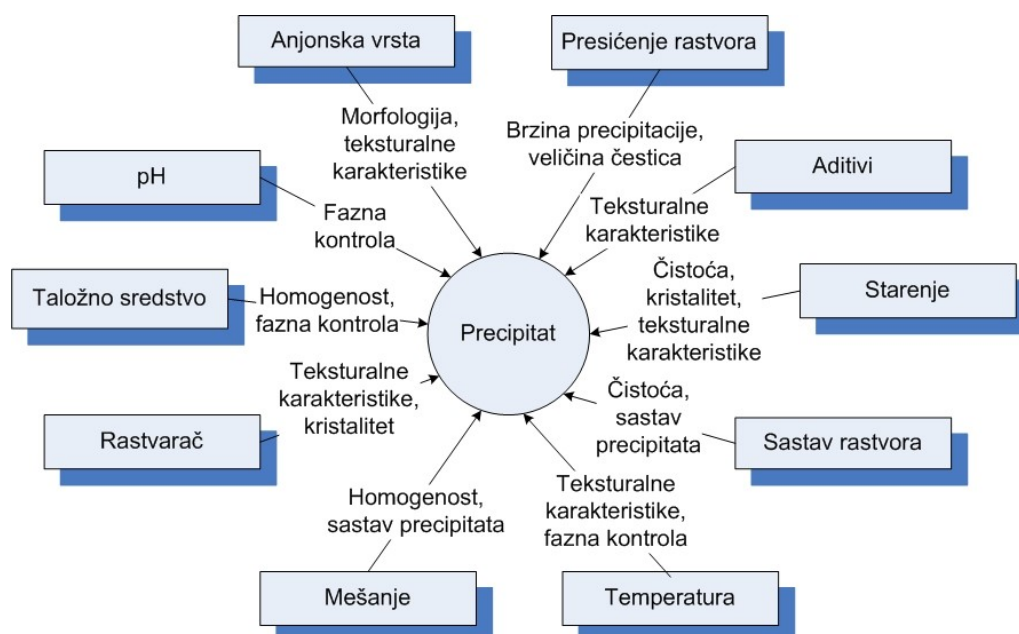 Anjonska vrsta
Presićenje rastvora
Morfologija,
teksturalne
karakteristike
Brzina precipitacije,
veličina čestica
pH
Aditivi
Fazna
kontrola
Teksturalne
karakteristike
Taložno sredstvo
Homogenost,
fazna kontrola
Precipitat
Čistoća,
kristalitet,
teksturalne
karakteristike
Starenje
Teksturalne
karakteristike,
kristalitet
Rastvarač
Čistoća,
sastav
precipitata
Sastav rastvora
Homogenost,
sastav precipitata
Teksturalne
karakteristike,
fazna kontrola
Mešanje
Temperatura